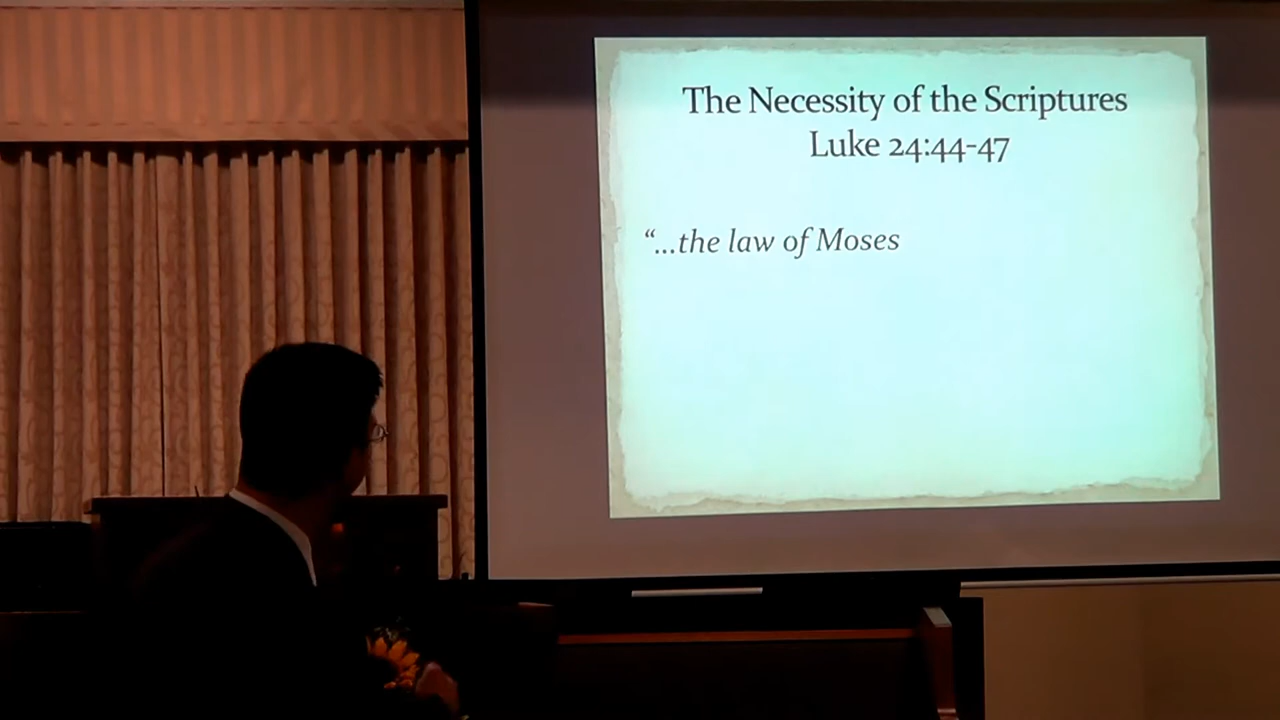 The Necessity of the Scriptures
Luke 24:44-47
“...the law of Moses